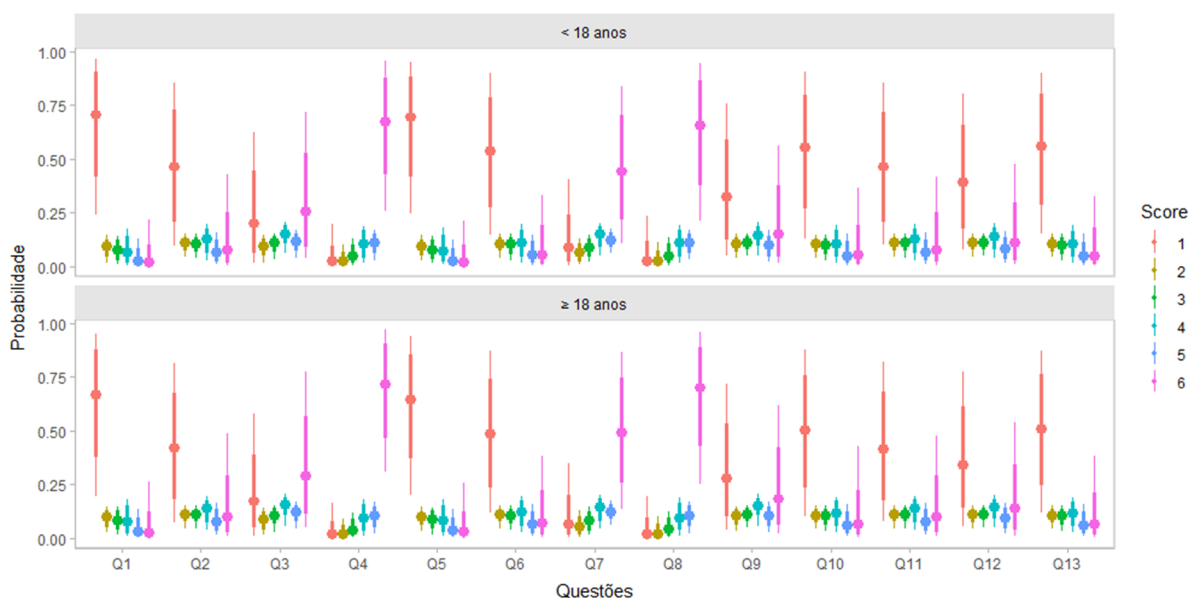 < 18 anos
1.00
0.75
0.50
0.25
0.00
≥ 18 anos
1.00
0.75
0.50
0.25
0.00
Probabilidade
Q1 Q2 Q3 Q4 Q5 Q6 Q7 Q8 Q9 Q10 Q11 Q12 Q13
Questões
Score
1
2
3
4
5
6